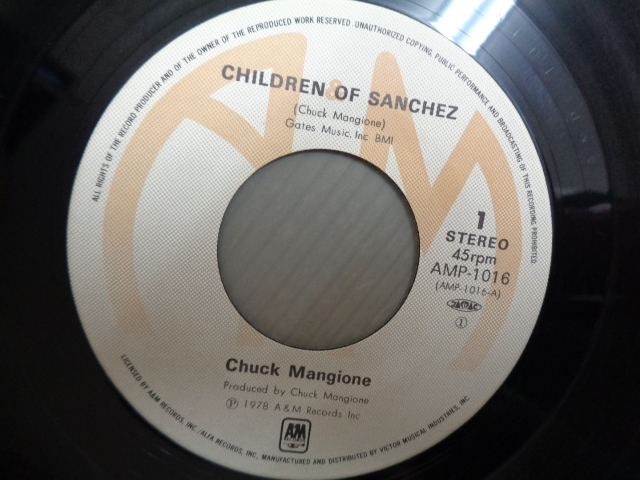 ALL RIGHTS OF THE RECORD PRODUCER AND OF THE OWNER OF THE REPRODUCED WORK RESERVED. UNAUTHORIZED COPYING, PUBLIC PERFORMANCE AND BROADCASTING OF THIS RECORDING PROHIBITED
CHILDREN OF SANCHEZ
(Chuck Mangione)
Gates Music. Inc BMI
1
STEREO
45rpm
AMP-1016
(AMP-1016-A)
JASRAC
1
Chuck Mangione
Produced by Chuck Mangione
Ⓟ 1978 A&M Records Inc
A&M
LICENSED BY A&M RECORDS, INC./ALFA RECORDS, INC., MANUFACTURED AND DISTRIBUTED BY VICTOR MUSICAL INDUSTRIES, INC.